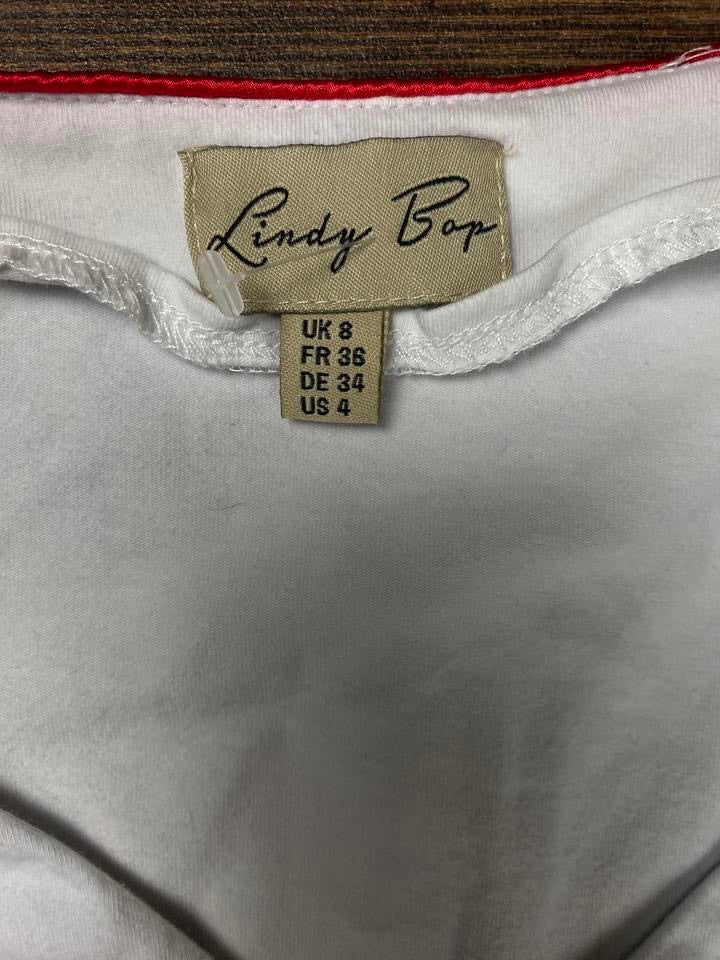 Lindy Bop
UK 8
FR 36
DE 34
US 4